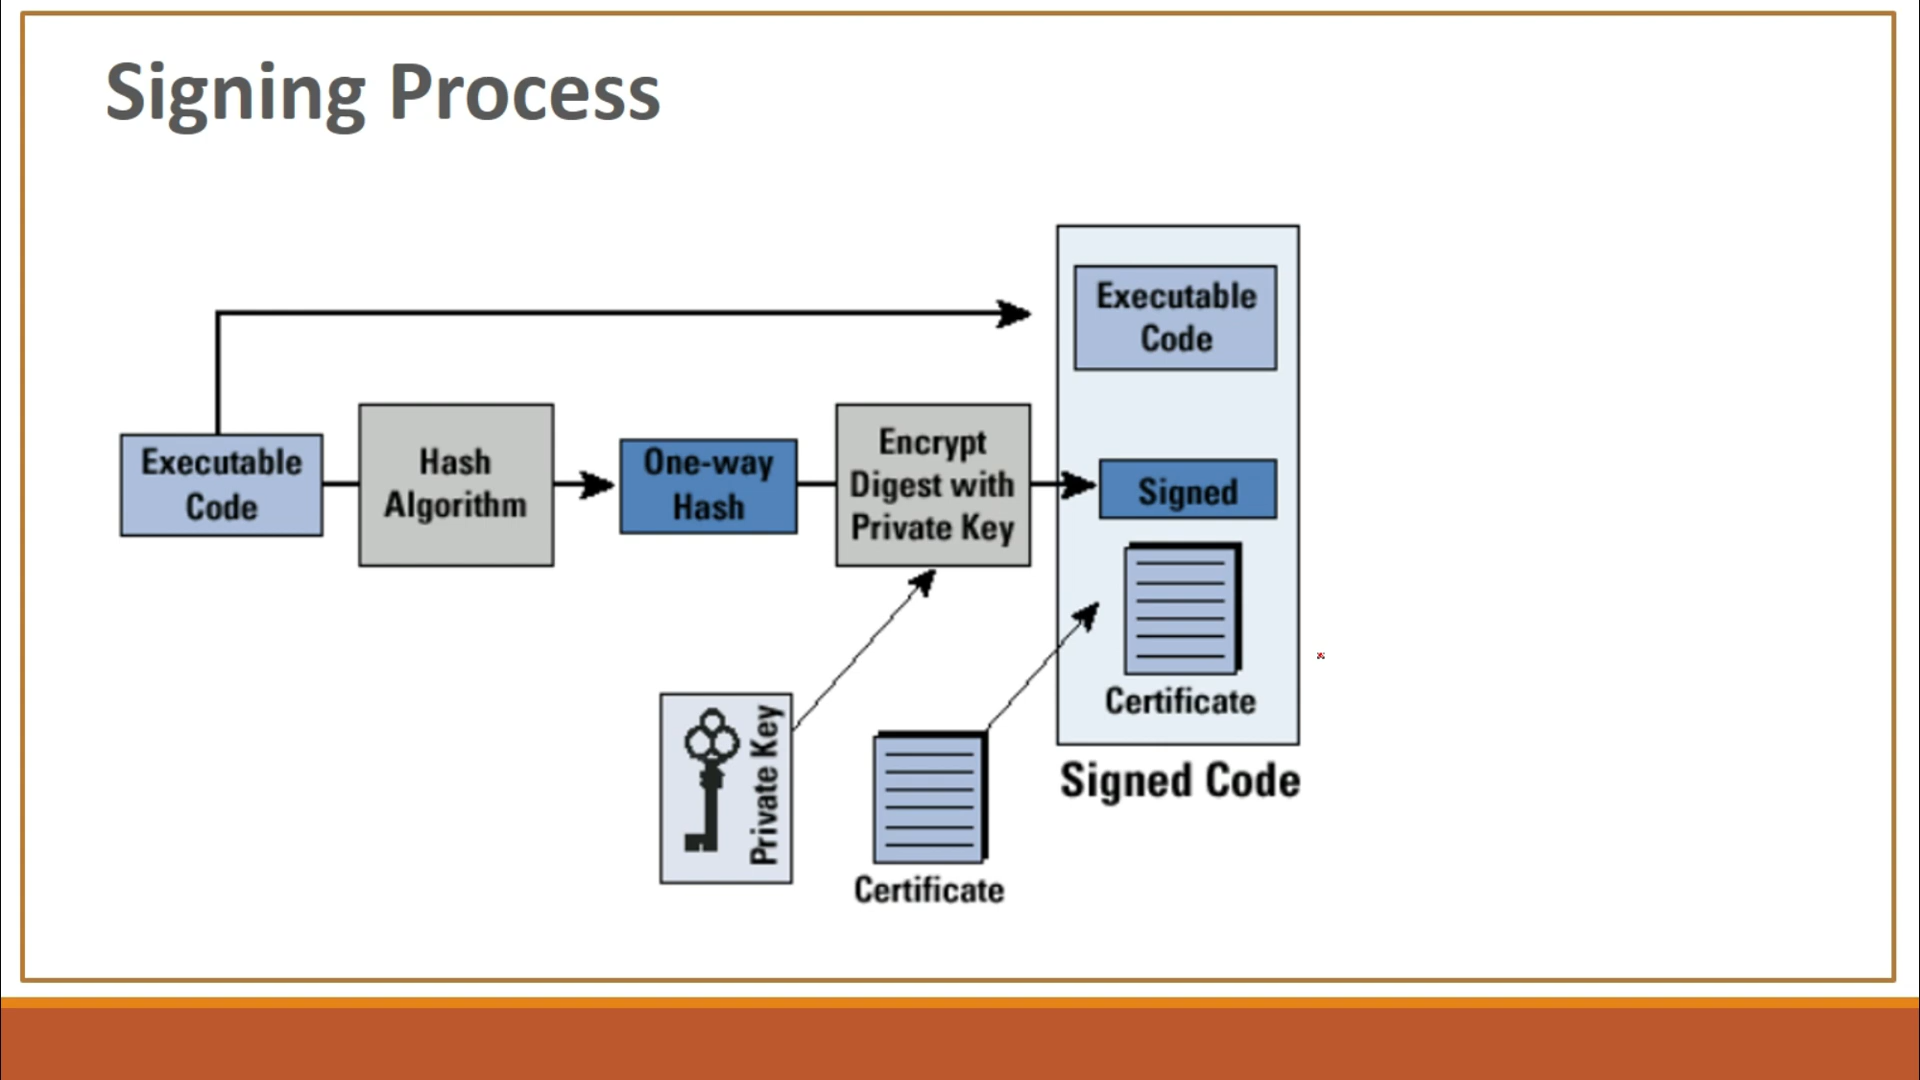 Signing Process
Executable
Code
Hash
Algorithm
One-way
Hash
Encrypt
Digest with
Private Key
Executable
Code
Signed
Certificate
Signed Code
Private Key
Certificate